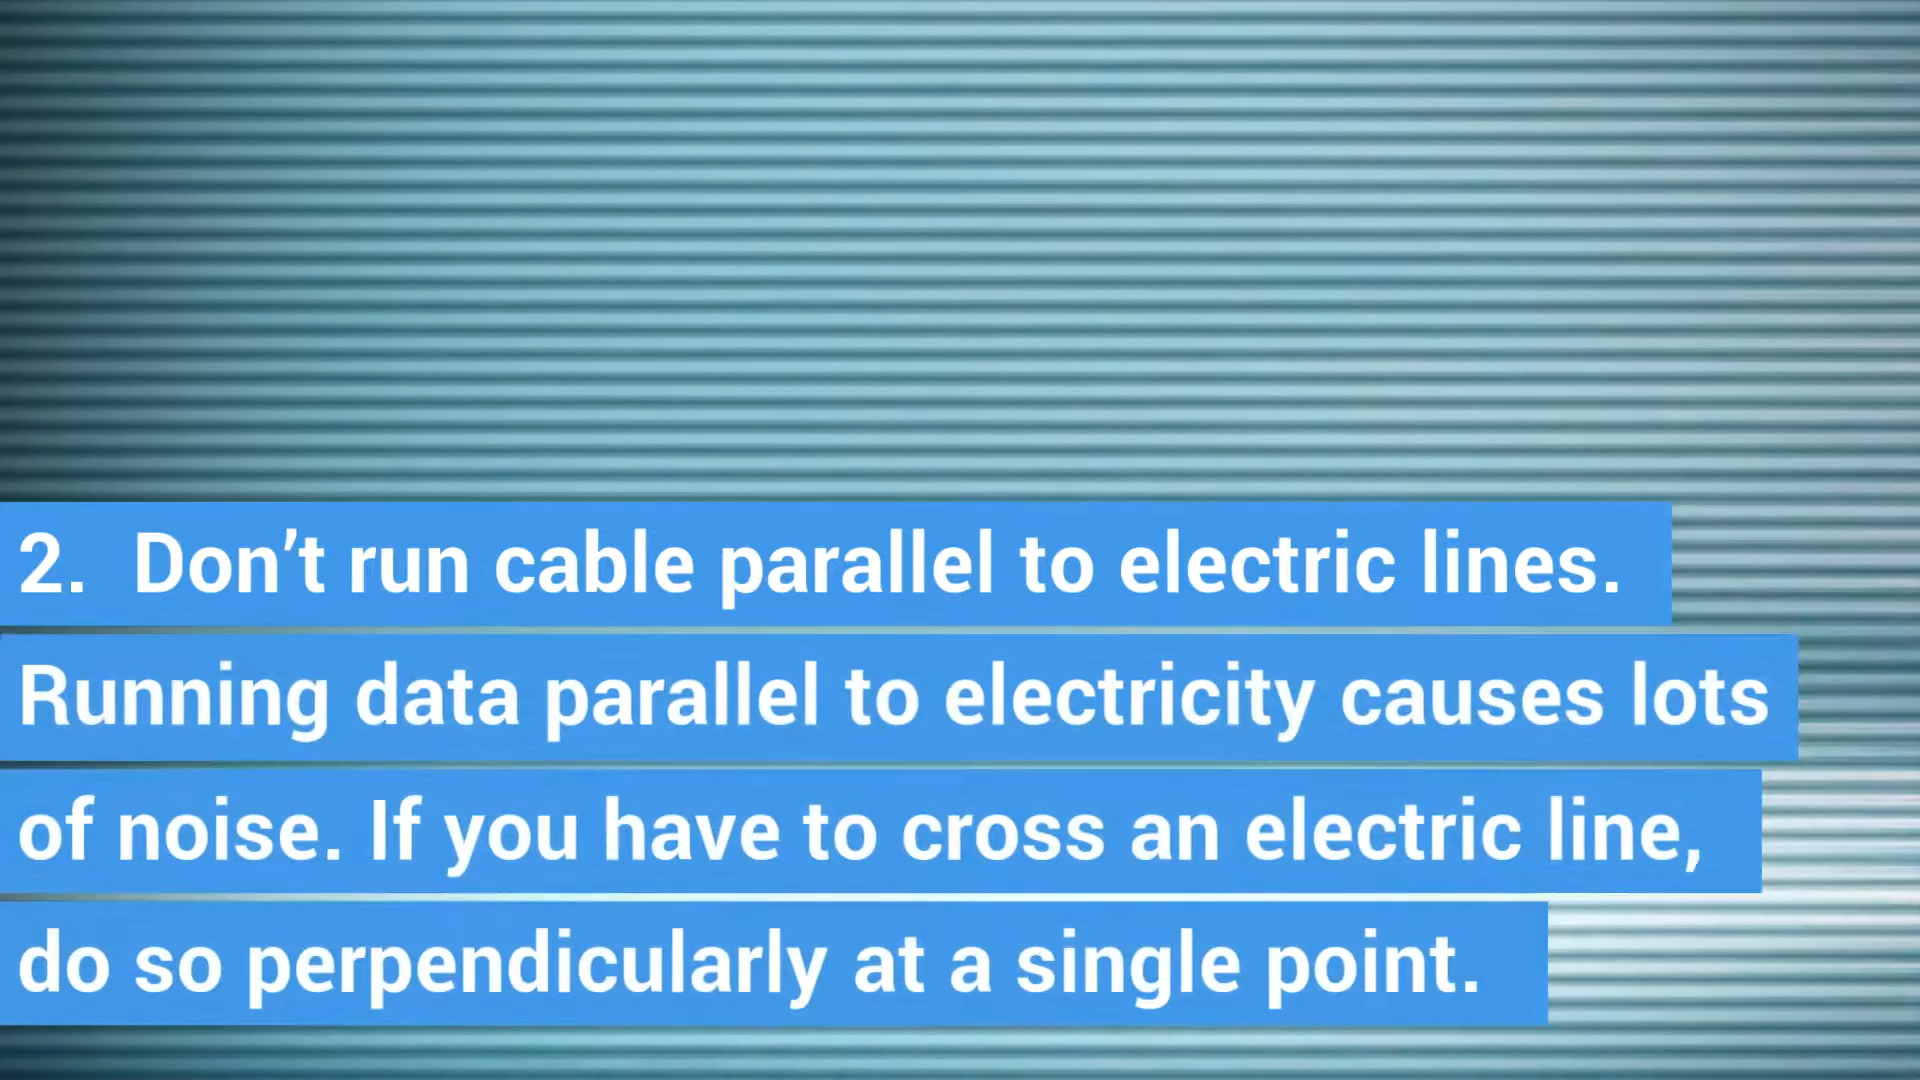 2. Don’t run cable parallel to electric lines.
Running data parallel to electricity causes lots
of noise. If you have to cross an electric line,
do so perpendicularly at a single point.